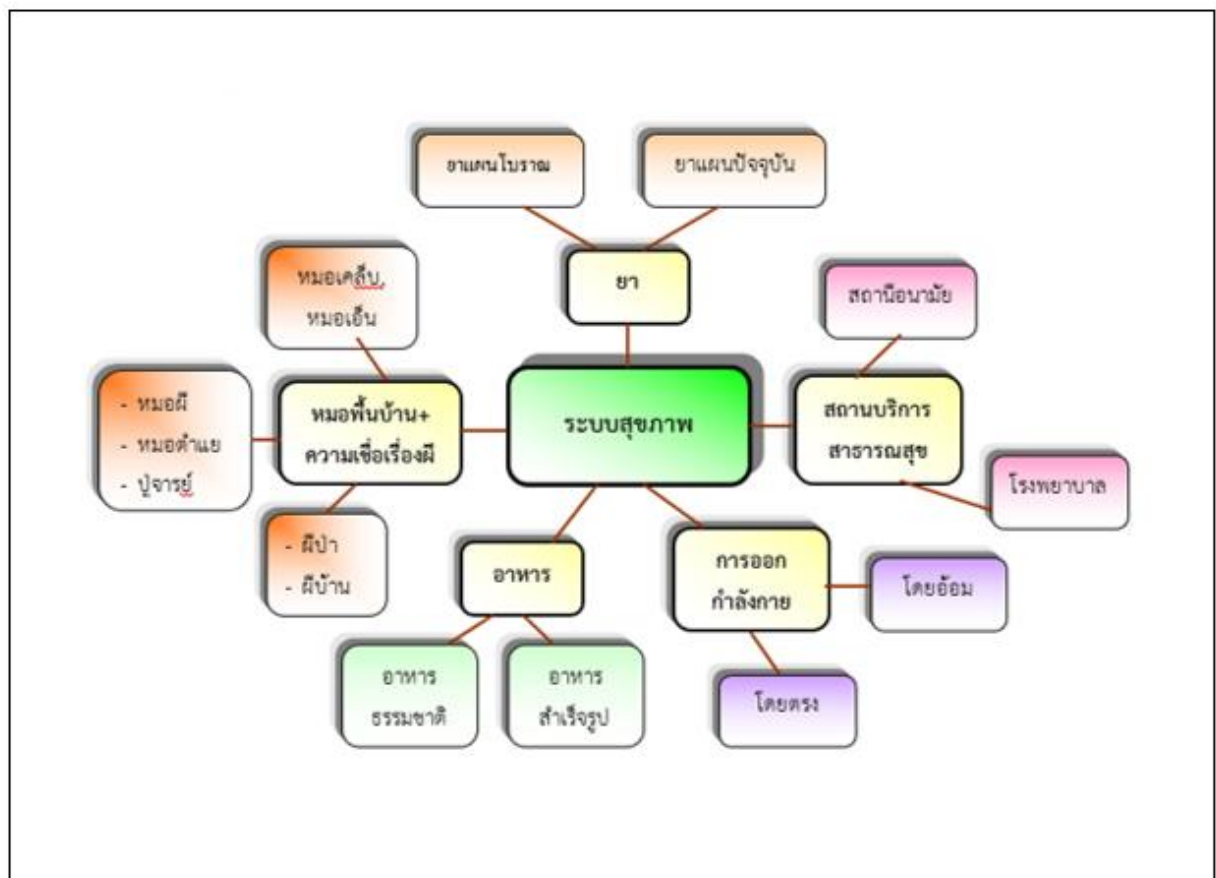 ยาแผนโบราณ
ยาแผนปัจจุบัน
ยา
หมอเคล็บ,
หมอเอ็น
สถานีอนามัย
- หมอผี
- หมอตำแย
- ปู่จารย์
หมอพื้นบ้าน+
ความเชื่อเรื่องผี
ระบบสุขภาพ
สถานบริการ
สาธารณสุข
โรงพยาบาล
- ผีป่า
- ผีบ้าน
อาหาร
การออก
กำลังกาย
โดยอ้อม
อาหาร
ธรรมชาติ
อาหาร
สำเร็จรูป
โดยตรง